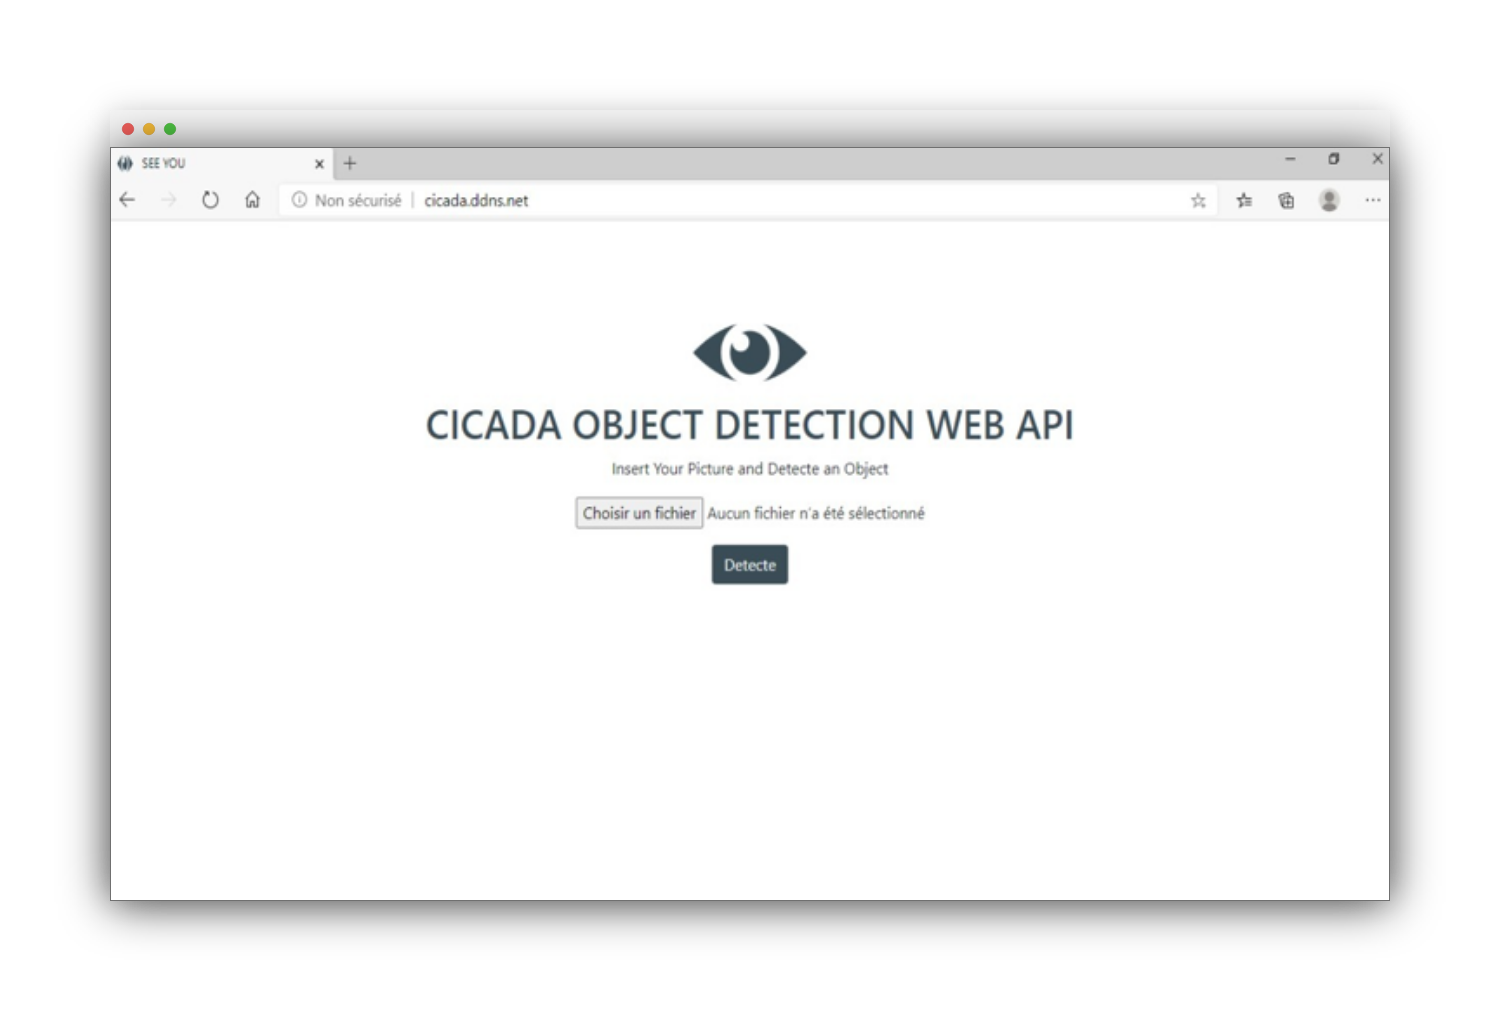 SEE YOU
Non sécurisé | cicada.ddns.net
CICADA OBJECT DETECTION WEB API
Insert Your Picture and Detecte an Object
Choisir un fichier Aucun fichier n'a été sélectionné
Detecte